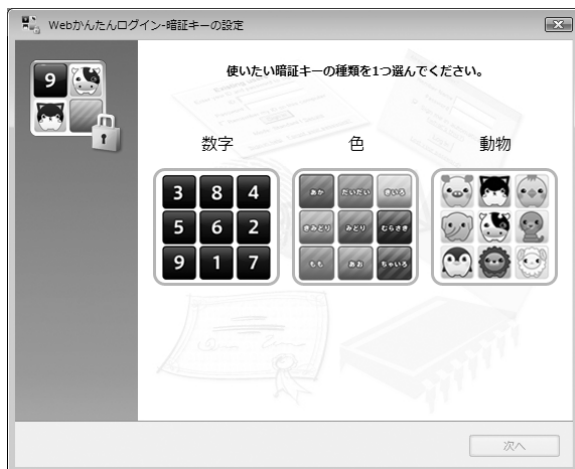 Webかんたんログイン-暗証キーの設定
9
使いたい暗証キーの種類を1つ選んでください。
数字 色 動物
3 8 4 あか だいだい きいろ
5 6 2 きみどり みどり むらさき
9 1 7 もも あお ちゃいろ
次へ